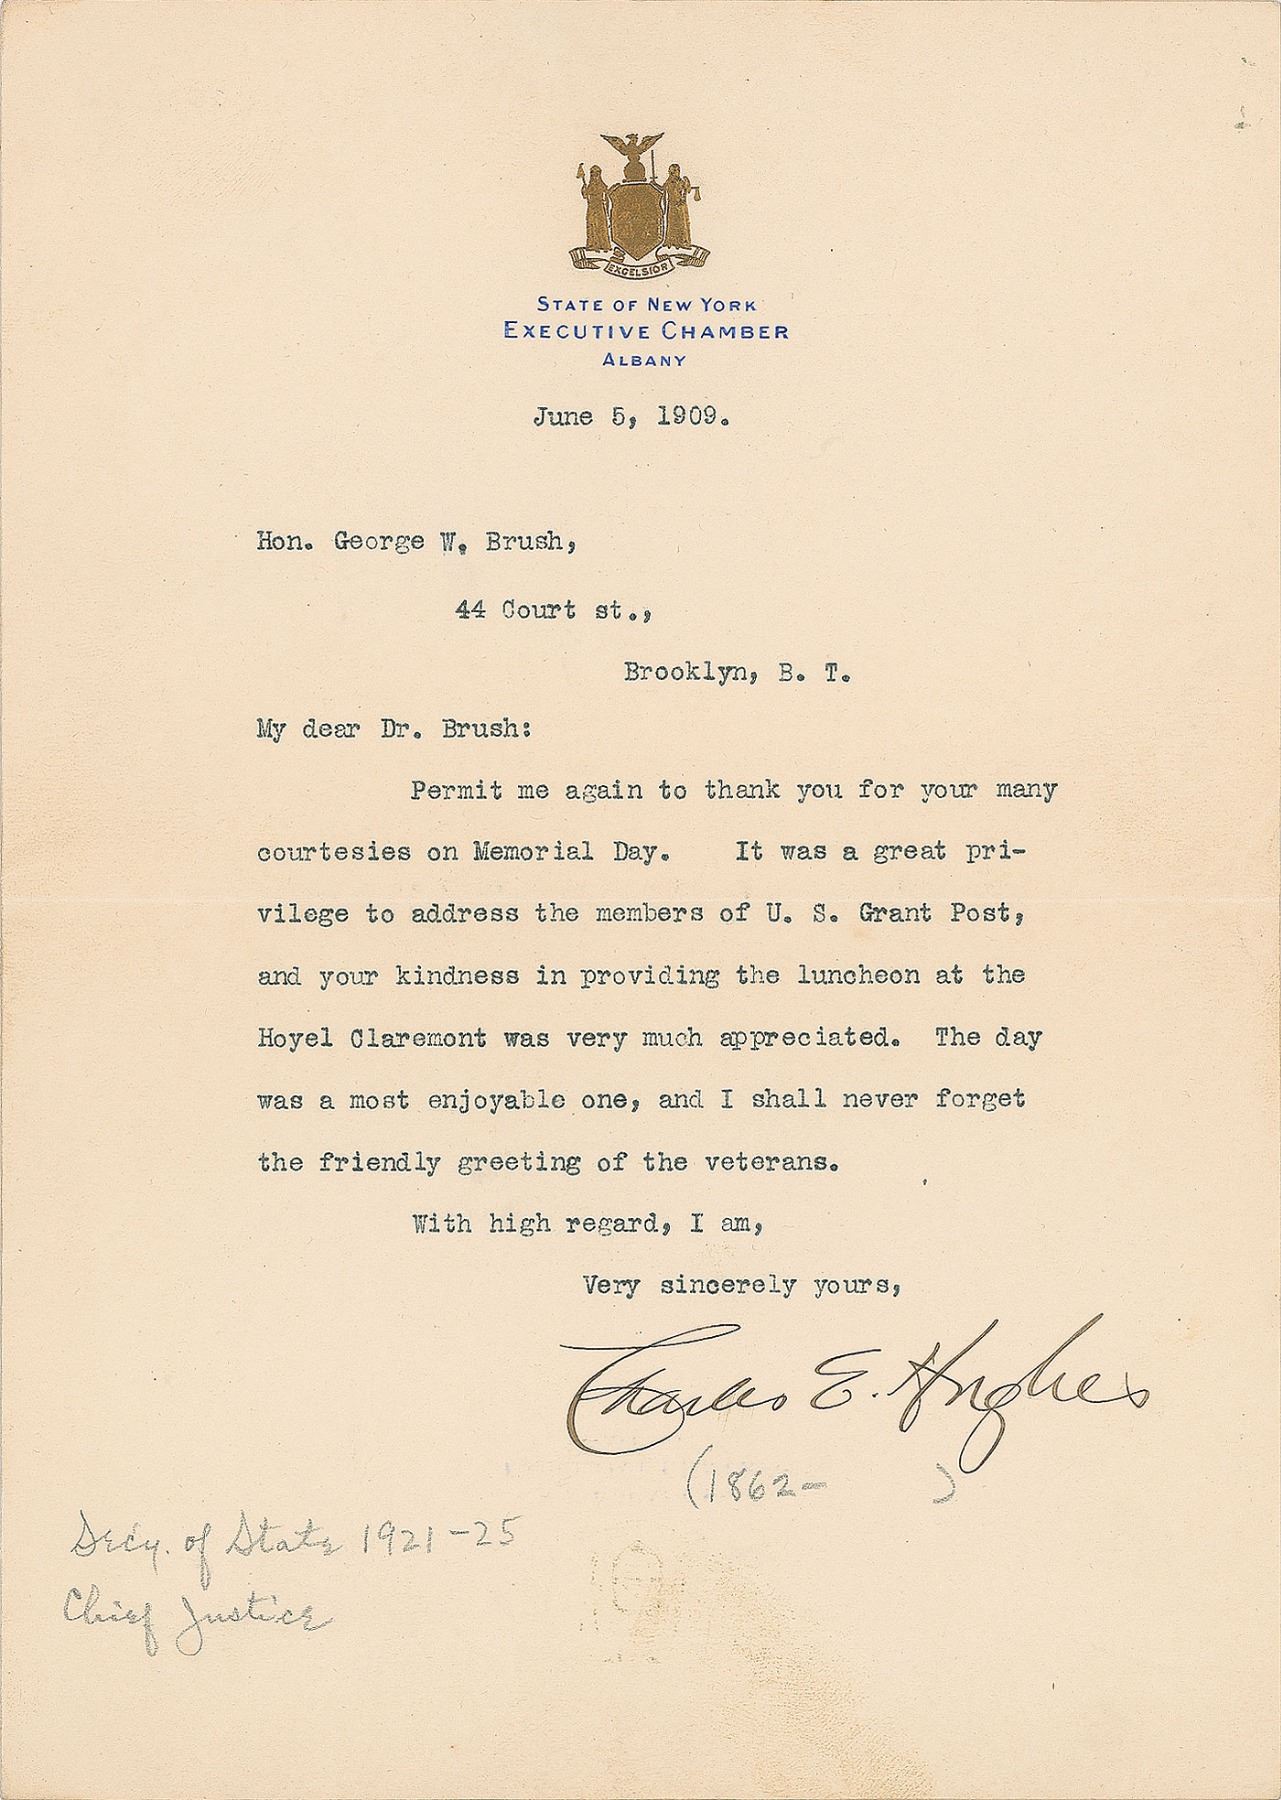 EXCELSIOR
STATE OF NEW YORK
EXECUTIVE CHAMBER
ALBANY
June 5, 1909.
Hon. George W. Brush,
44 Court st.,
Brooklyn, B. T.
My dear Dr. Brush:
Permit me again to thank you for your many
courtesies on Memorial Day. It was a great pri-
vilege to address the members of U. S. Grant Post,
and your kindness in providing the luncheon at the
Hoyel Claremont was very much appreciated. The day
was a most enjoyable one, and I shall never forget
the friendly greeting of the veterans.
With high regard, I am,
Very sincerely yours,
Charles E. Hughes
(1862- )
Secy. of State 1921-25
Chief Justice